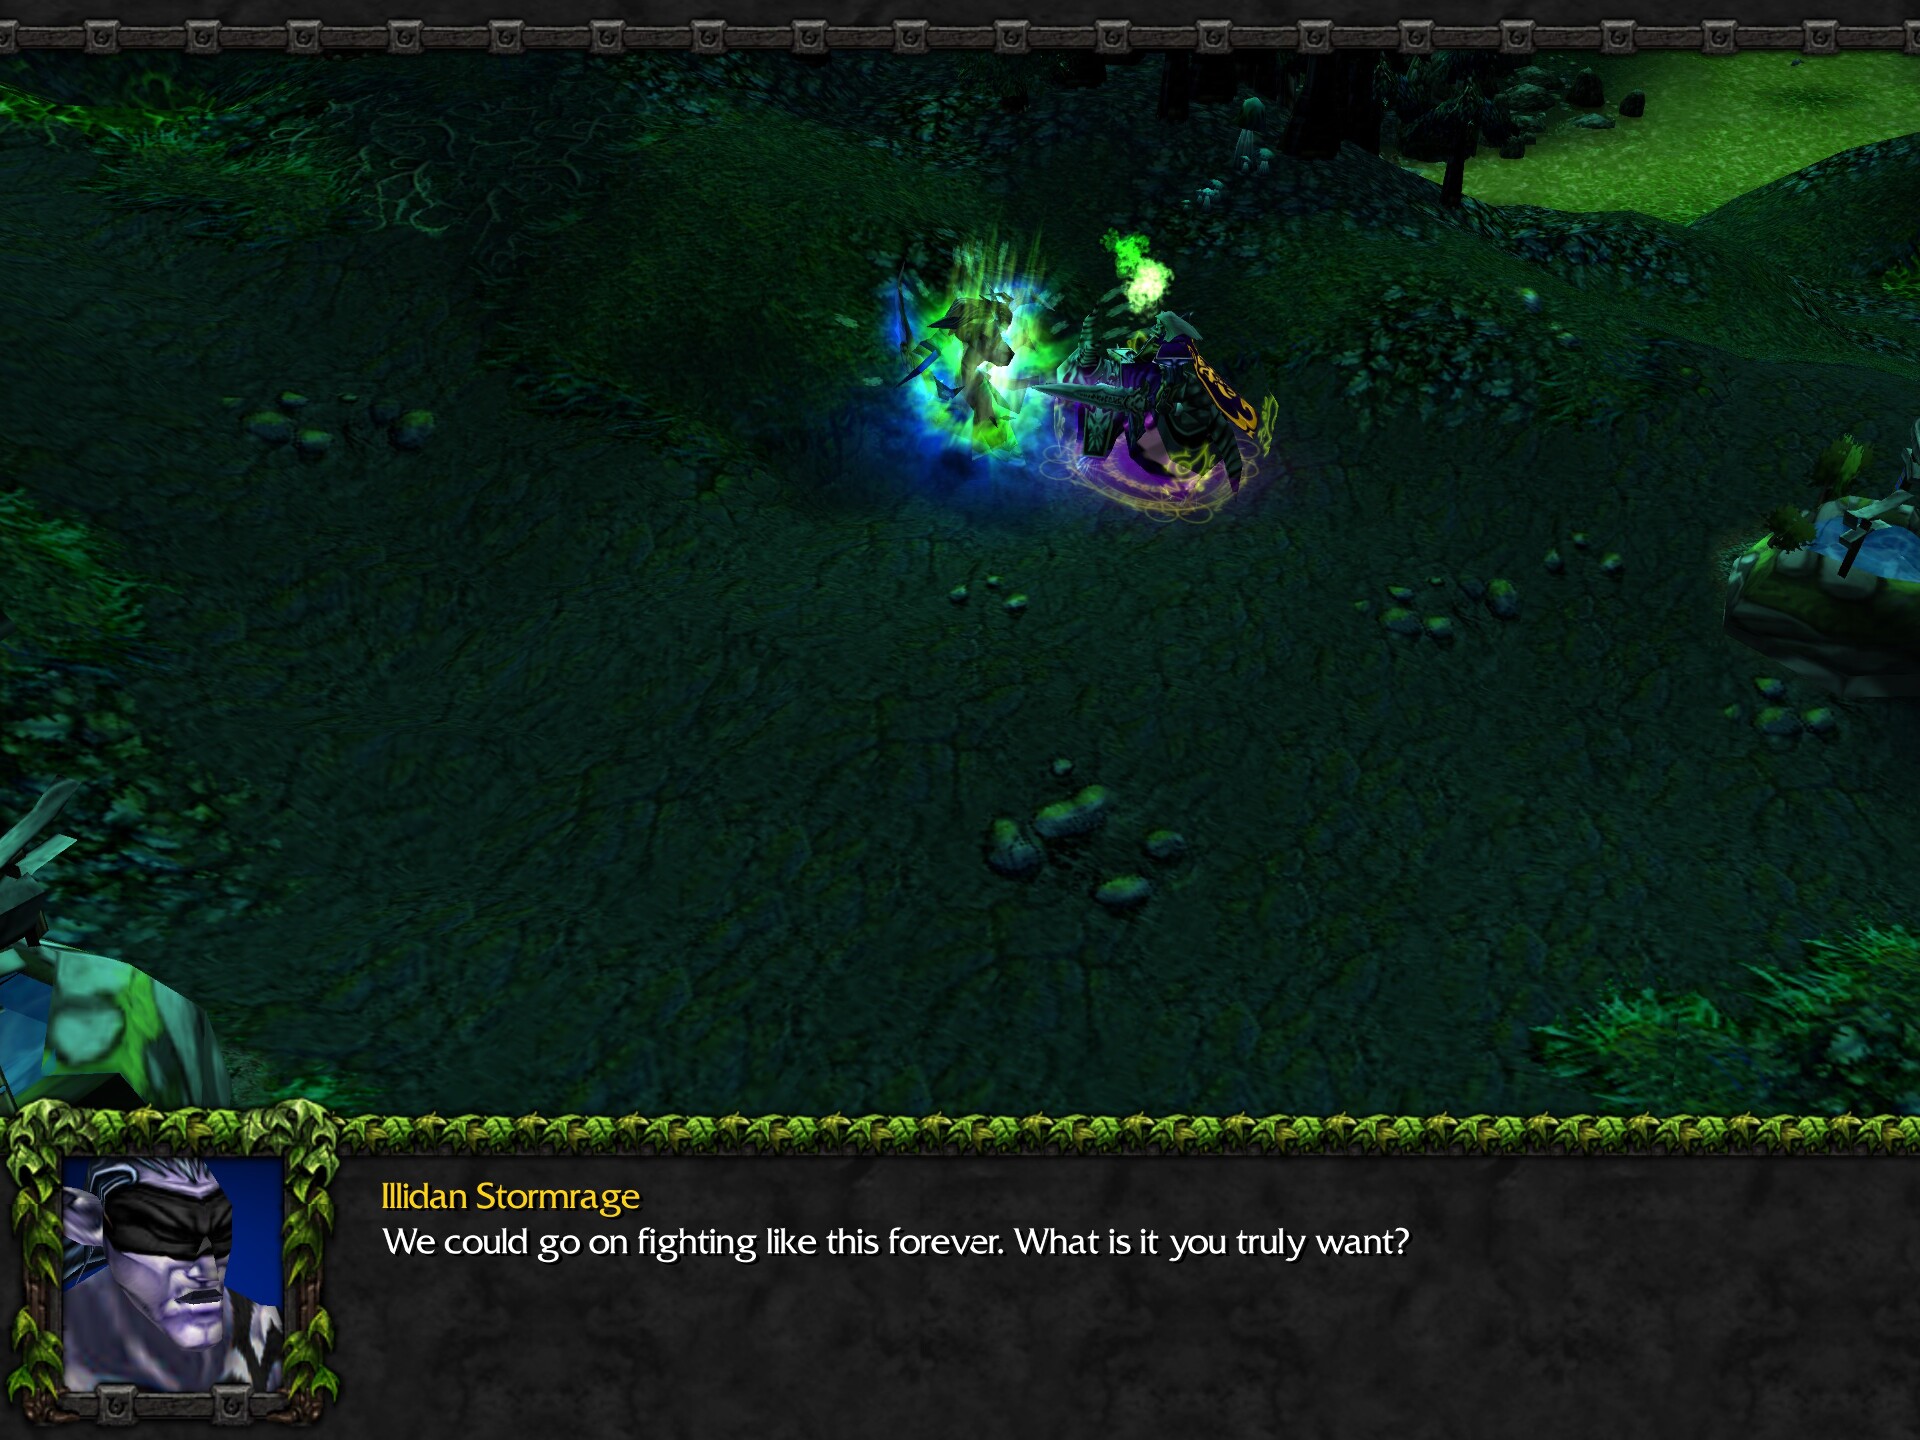 Illidan Stormrage
We could go on fighting like this forever. What is it you truly want?